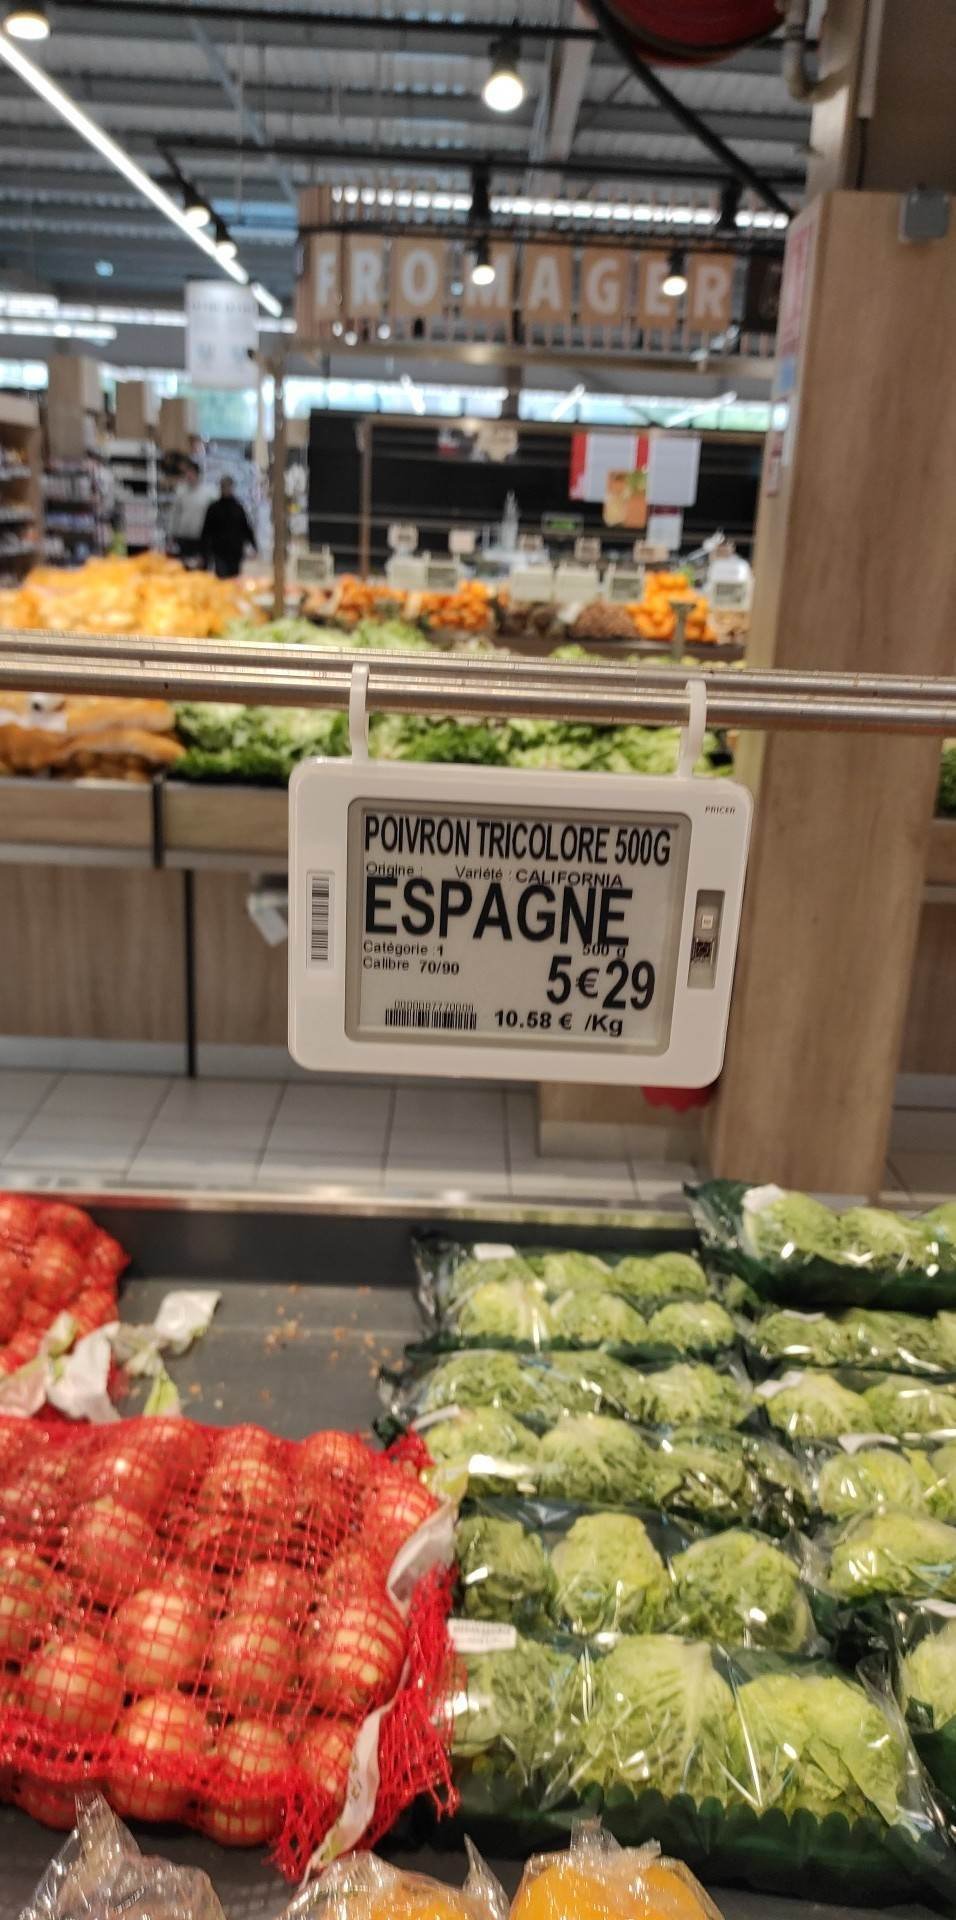 FROMAGER
PRICER
POIVRON TRICOLORE 500G
Origine : Variété : CALIFORNIA
ESPAGNE
Catégorie 1 500 g
Calibre 70/90
5€29
10.58 € /Kg